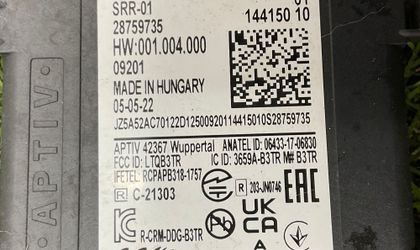 SRR-01
01
28759735
144150 10
HW:001.004.000
09201
MADE IN HUNGARY
05-05-22
JZ5A52AC70122D1250092011441501​0S28759735
APTIV 42367 Wuppertal ANATEL ID: 06433-17-06830
FCC ID: LTQB3TR IC ID: 3659A-B3TR M# B3TR
IFETEL: RCPAPB318-1757
R C-21303
R 203-JN0746
EAC
UK
CA
R-CRM-DDG-B3TR
A
APTIV